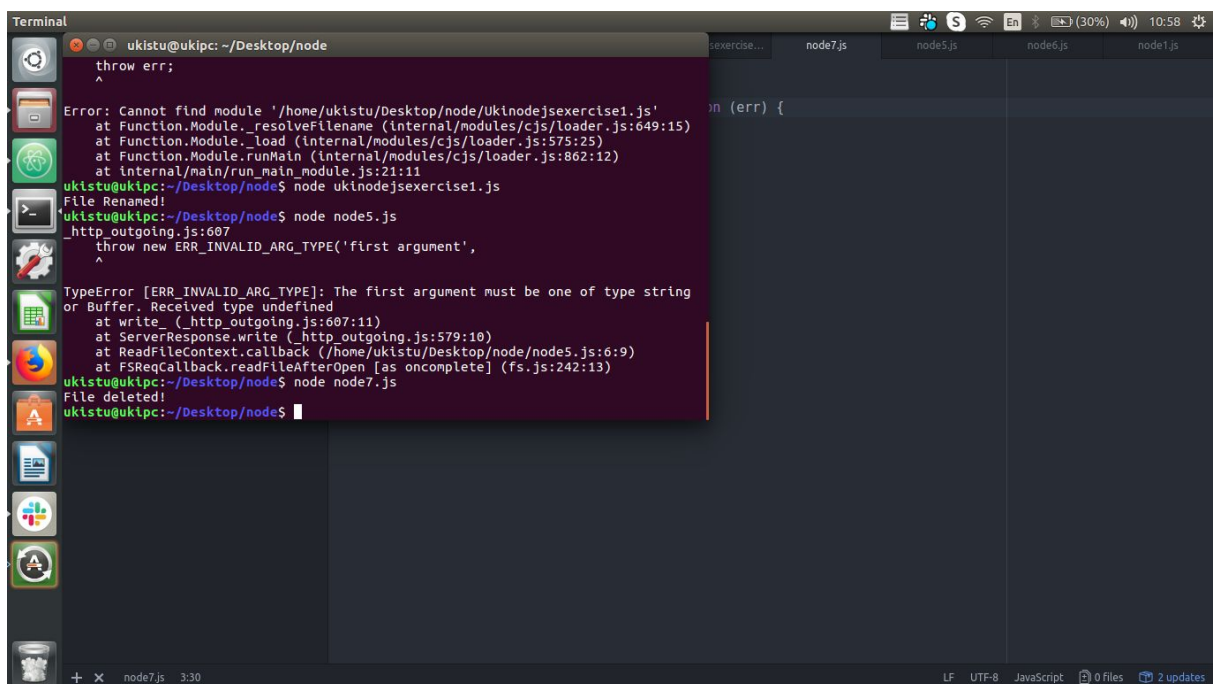 Terminal
En (30%) 10:58
ukistu@ukipc: ~/Desktop/node
sexercise... node7.js node5.js node6.js node1.js
throw err;
^
on (err) {
Error: Cannot find module '/home/ukistu/Desktop/node/Ukinodejsexercise1.js'
at Function.Module._resolveFilename (internal/modules/cjs/loader.js:649:15)
at Function.Module._load (internal/modules/cjs/loader.js:575:25)
at Function.Module.runMain (internal/modules/cjs/loader.js:862:12)
at internal/main/run_main_module.js:21:11
ukistu@ukipc:~/Desktop/node$ node ukinodejsexercise1.js
File Renamed!
ukistu@ukipc:~/Desktop/node$ node node5.js
_http_outgoing.js:607
throw new ERR_INVALID_ARG_TYPE('first argument',
^
TypeError [ERR_INVALID_ARG_TYPE]: The first argument must be one of type string
or Buffer. Received type undefined
at write_ (_http_outgoing.js:607:11)
at ServerResponse.write (_http_outgoing.js:579:10)
at ReadFileContext.callback (/home/ukistu/Desktop/node/node5.js:6:9)
at FSReqCallback.readFileAfterOpen [as oncomplete] (fs.js:242:13)
ukistu@ukipc:~/Desktop/node$ node node7.js
File deleted!
ukistu@ukipc:~/Desktop/node$
+ × node7.js 3:30 LF UTF-8 JavaScript 0 files 2 updates